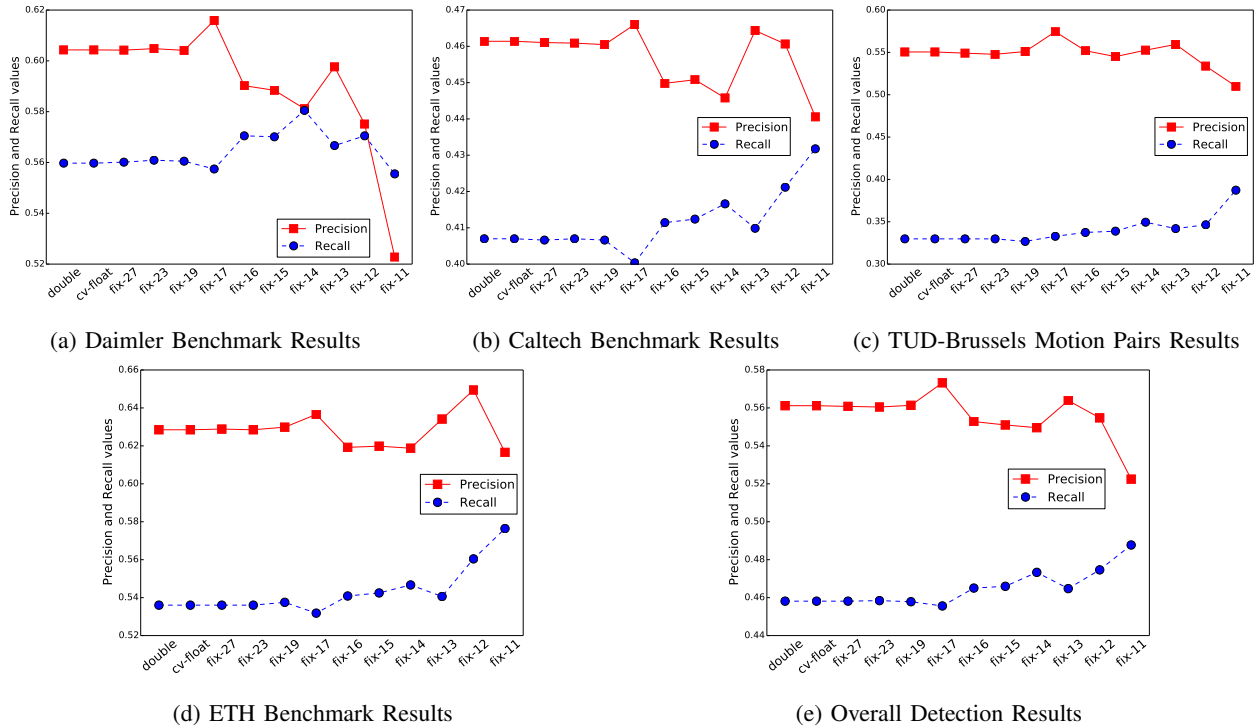 Precision and Recall values
0.62
0.60
0.58
0.56
0.54
0.52
Precision
Recall
double
cv-float
fix-27
fix-23
fix-19
fix-17
fix-16
fix-15
fix-14
fix-13
fix-12
fix-11
(a) Daimler Benchmark Results
Precision and Recall values
0.47
0.46
0.45
0.44
0.43
0.42
0.41
0.40
Precision
Recall
double
cv-float
fix-27
fix-23
fix-19
fix-17
fix-16
fix-15
fix-14
fix-13
fix-12
fix-11
(b) Caltech Benchmark Results
Precision and Recall values
0.60
0.55
0.50
0.45
0.40
0.35
0.30
Precision
Recall
double
cv-float
fix-27
fix-23
fix-19
fix-17
fix-16
fix-15
fix-14
fix-13
fix-12
fix-11
(c) TUD-Brussels Motion Pairs Results
Precision and Recall values
0.66
0.64
0.62
0.60
0.58
0.56
0.54
0.52
Precision
Recall
double
cv-float
fix-27
fix-23
fix-19
fix-17
fix-16
fix-15
fix-14
fix-13
fix-12
fix-11
(d) ETH Benchmark Results
Precision and Recall values
0.58
0.56
0.54
0.52
0.50
0.48
0.46
0.44
Precision
Recall
double
cv-float
fix-27
fix-23
fix-19
fix-17
fix-16
fix-15
fix-14
fix-13
fix-12
fix-11
(e) Overall Detection Results